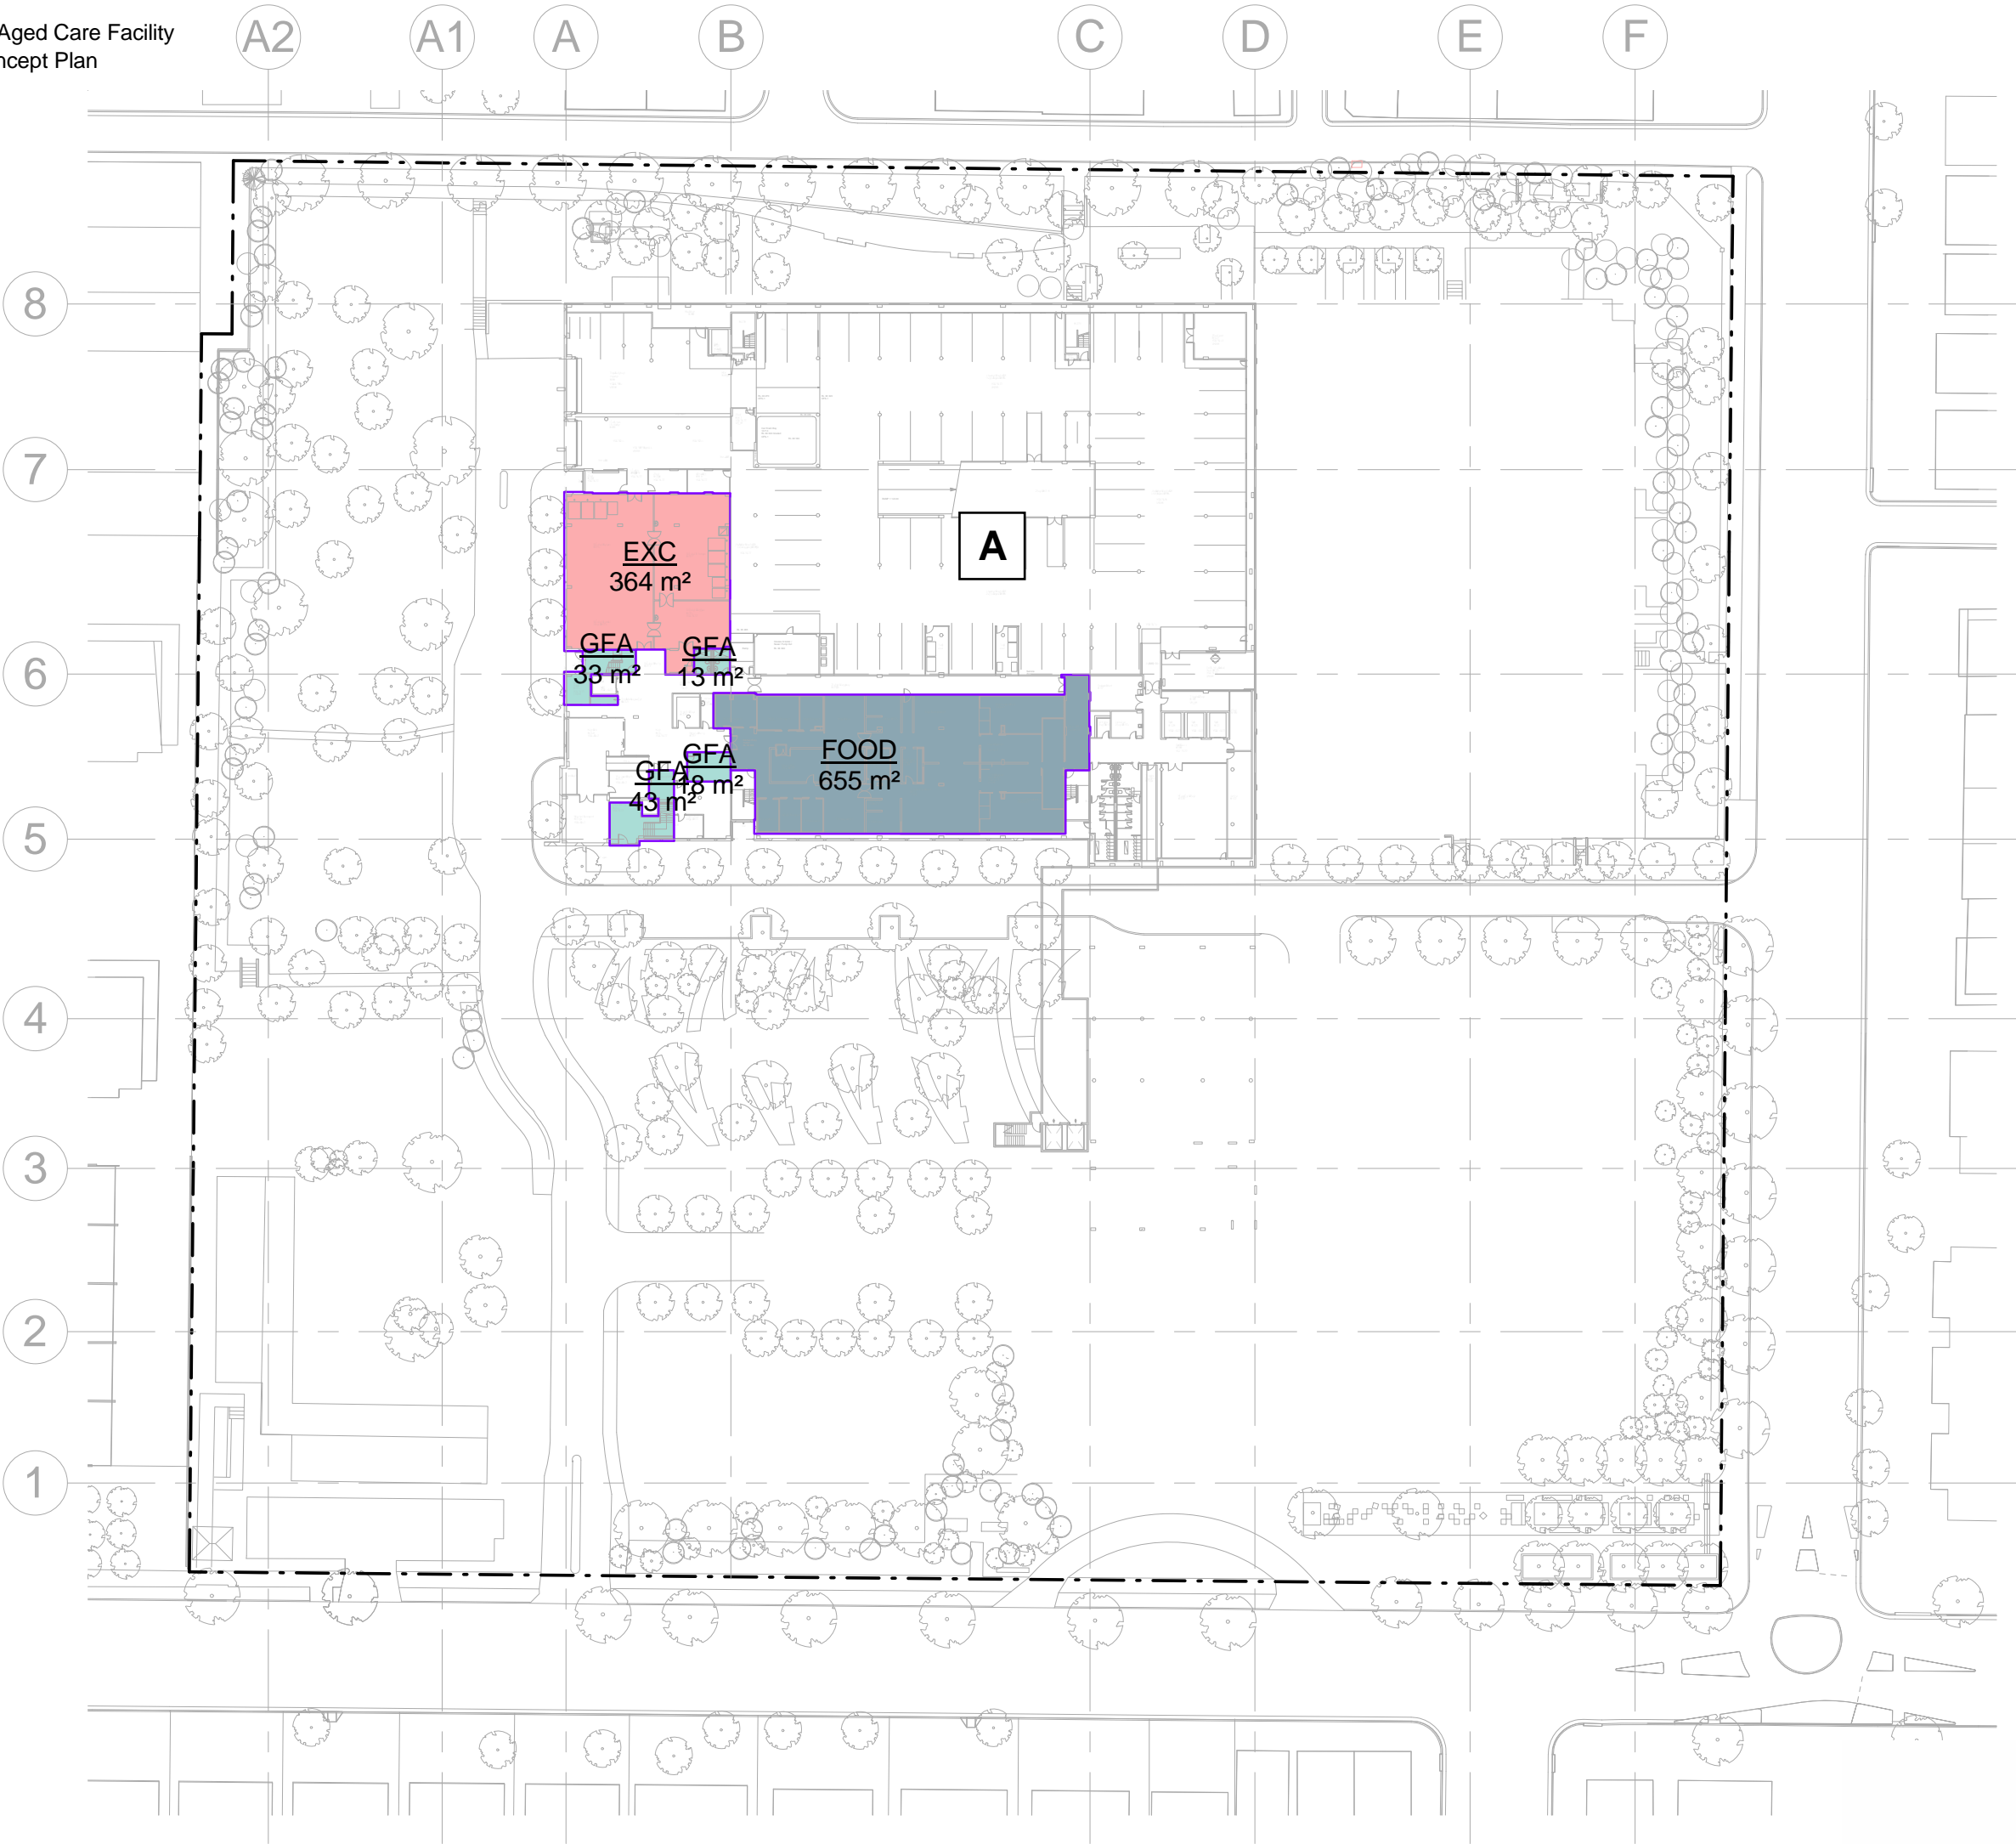 Aged Care Facility
ncept Plan
A2
A1
A
B
C
D
E
F
8
7
6
5
4
3
2
1
A
EXC
364 m²
GFA
33 m²
GFA
13 m²
FOOD
655 m²
GFA
18 m²
GFA
43 m²